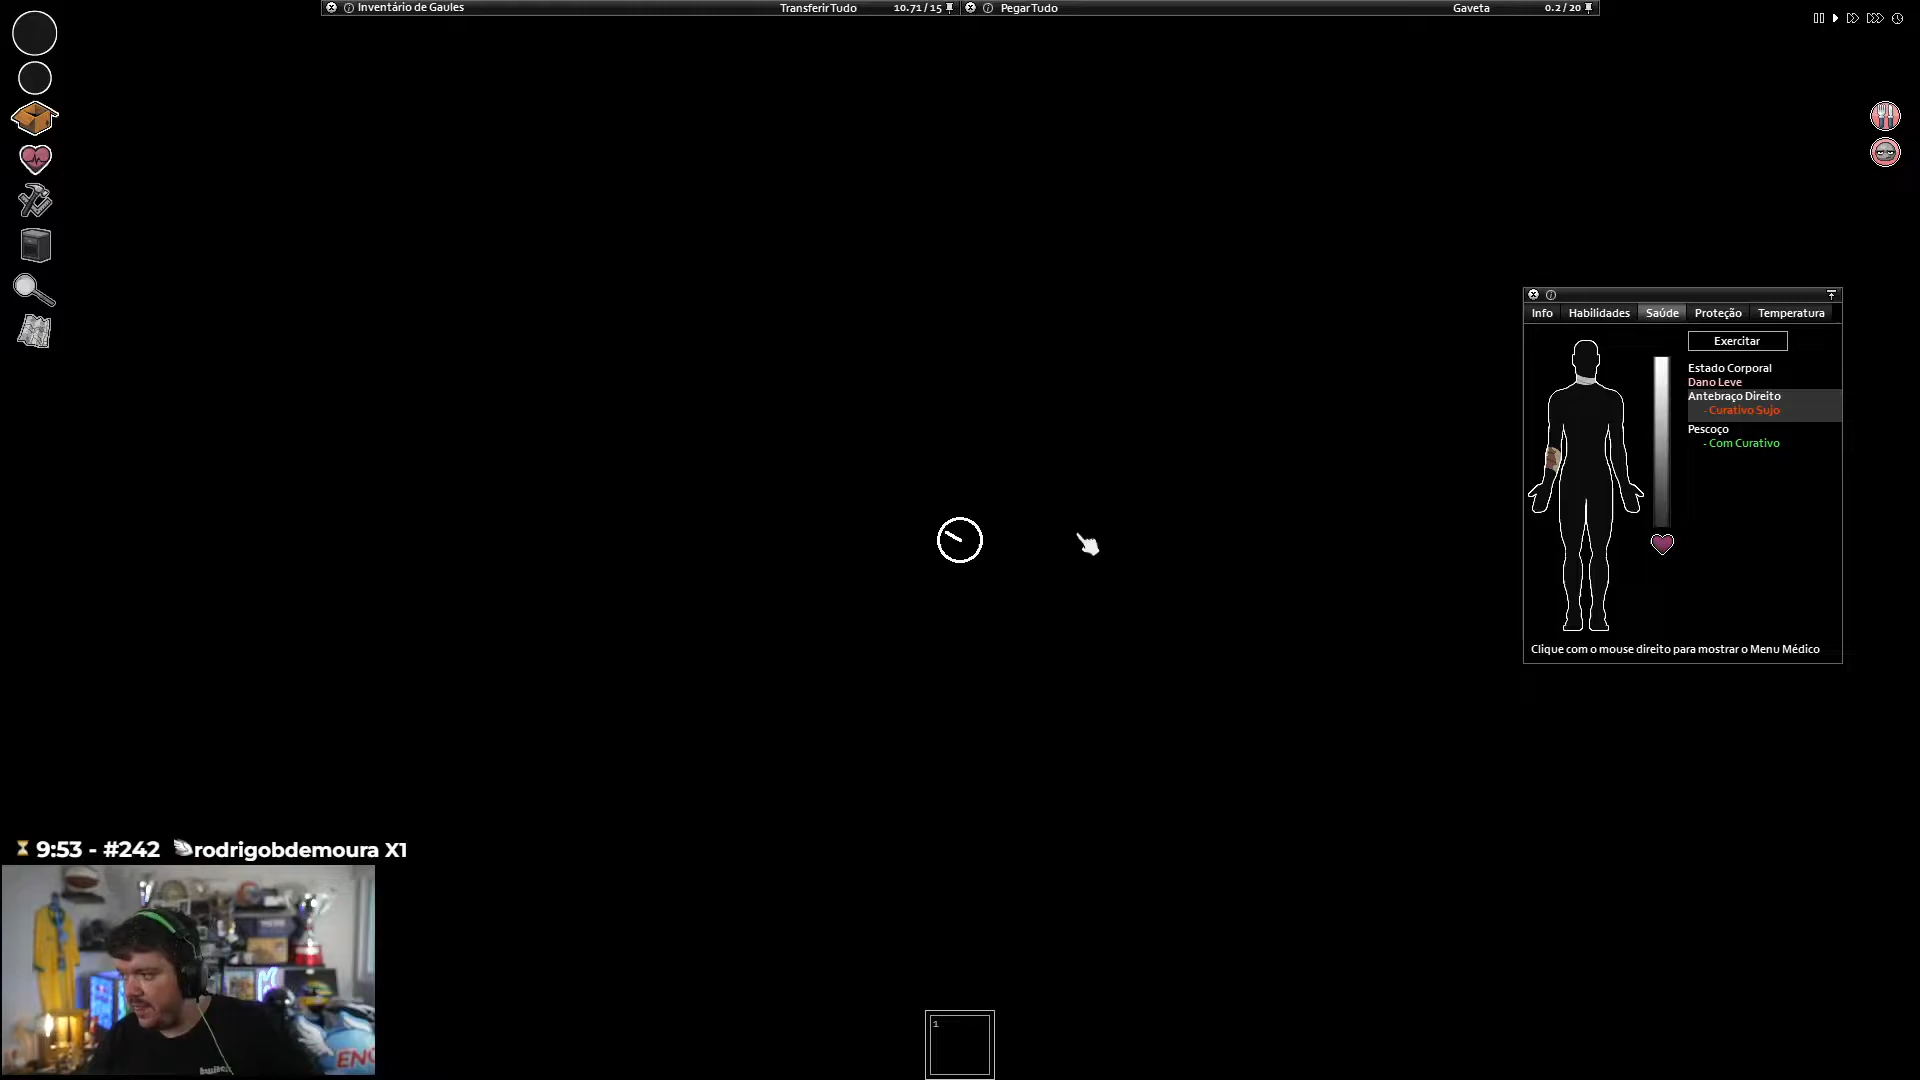 Inventário de Gaules
Transferir Tudo
10.71 / 15
Pegar Tudo
Gaveta
0.2 / 20
Info
Habilidades
Saúde
Proteção
Temperatura
Exercitar
Estado Corporal
Dano Leve
Antebraço Direito
- Curativo Sujo
Pescoço
- Com Curativo
Clique com o mouse direito para mostrar o Menu Médico
9:53 - #242 rodrigobdemoura X1
ENC
1